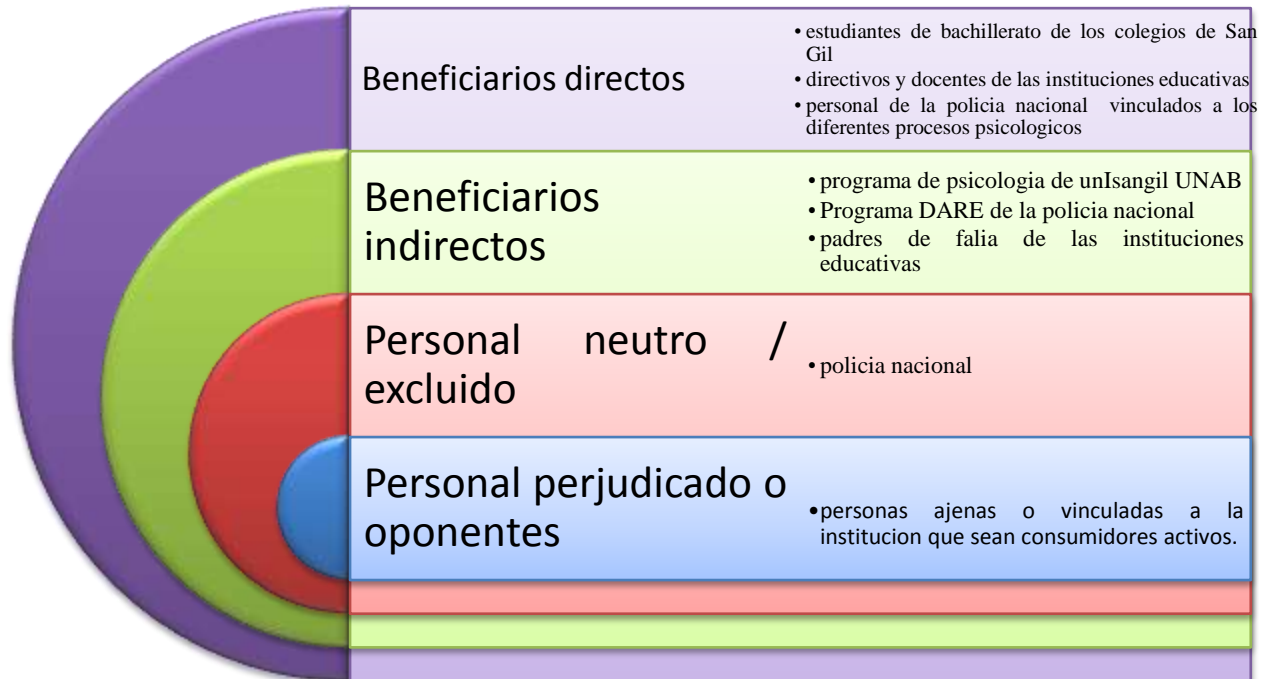 Beneficiarios directos
• estudiantes de bachillerato de los colegios de San
Gil
• directivos y docentes de las instituciones educativas
• personal de la policia nacional vinculados a los
diferentes procesos psicologicos
Beneficiarios
indirectos
• programa de psicologia de unIsangil UNAB
• Programa DARE de la policia nacional
• padres de falia de las instituciones
educativas
Personal neutro /
excluido
• policia nacional
Personal perjudicado o
oponentes
• personas ajenas o vinculadas a la
institucion que sean consumidores activos.